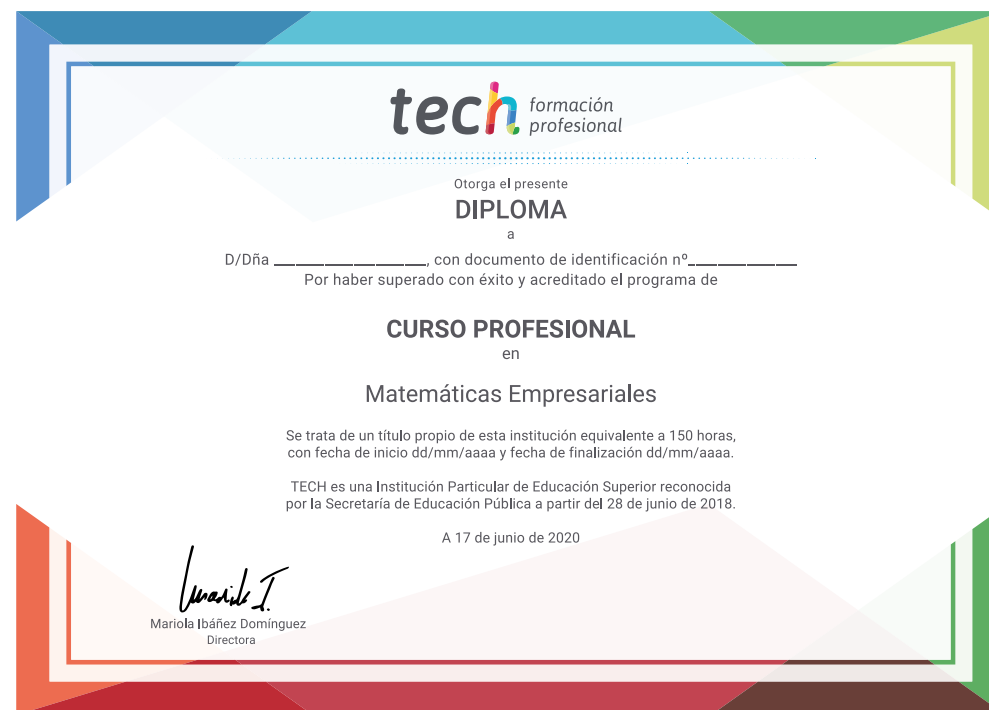 tech formación
profesional
Otorga el presente
DIPLOMA
a
D/Dña ____________________, con documento de identificación nº______________
Por haber superado con éxito y acreditado el programa de
CURSO PROFESIONAL
en
Matemáticas Empresariales
Se trata de un título propio de esta institución equivalente a 150 horas,
con fecha de inicio dd/mm/aaaa y fecha de finalización dd/mm/aaaa.
TECH es una Institución Particular de Educación Superior reconocida
por la Secretaría de Educación Pública a partir del 28 de junio de 2018.
A 17 de junio de 2020
Mariola Ibáñez Domínguez
Directora